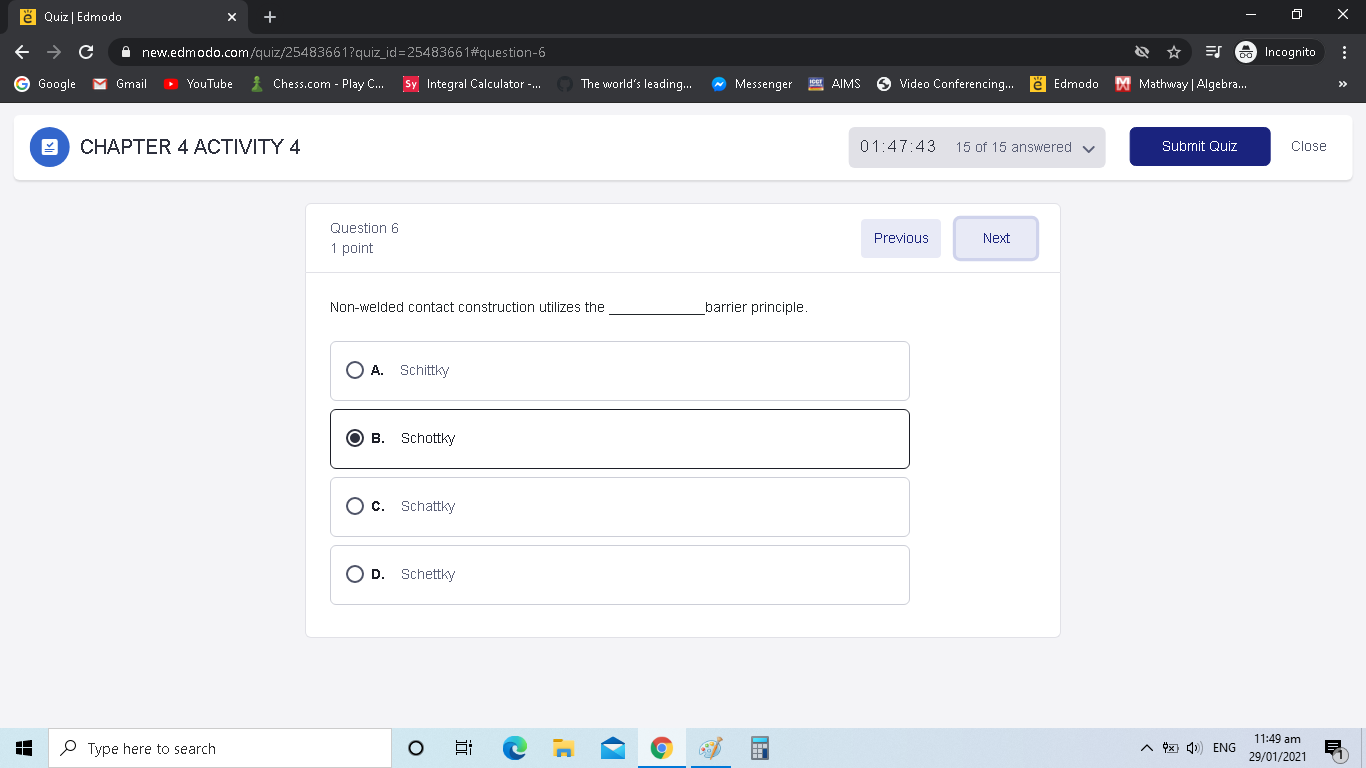 Quiz | Edmodo
new.edmodo.com/quiz/25483661?quiz_id=25483661#question-6
Incognito
Google Gmail YouTube Chess.com - Play C... Sy Integral Calculator -... The world's leading... Messenger AIMS Video Conferencing... Edmodo Mathway | Algebra... »
CHAPTER 4 ACTIVITY 4
01:47:43 15 of 15 answered
Submit Quiz
Close
Question 6
1 point
Previous
Next
Non-welded contact construction utilizes the ____________barrier principle.
A. Schittky
B. Schottky
C. Schattky
D. Schettky
Type here to search
ENG
11:49 am
29/01/2021
1